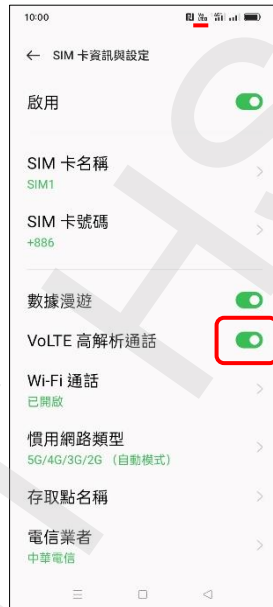 10:00
← SIM 卡資訊與設定
啟用
SIM 卡名稱
SIM1
SIM 卡號碼
+886
數據漫遊
VoLTE 高解析通話
Wi-Fi 通話
已開啟
慣用網路類型
5G/4G/3G/2G （自動模式）
存取點名稱
電信業者
中華電信